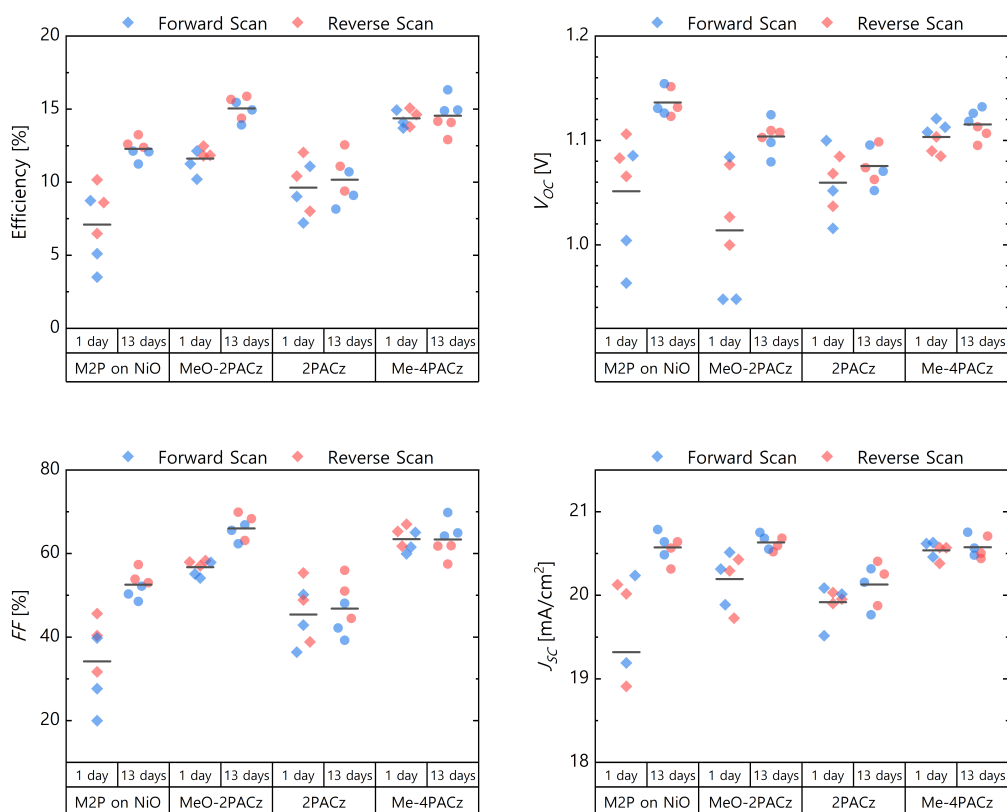 Forward Scan Reverse Scan
Efficiency [%]
20
15
10
5
0
1 day 13 days 1 day 13 days 1 day 13 days 1 day 13 days
M2P on NiO MeO-2PACz 2PACz Me-4PACz
Forward Scan Reverse Scan
VOC [V]
1.2
1.1
1.0
1 day 13 days 1 day 13 days 1 day 13 days 1 day 13 days
M2P on NiO MeO-2PACz 2PACz Me-4PACz
Forward Scan Reverse Scan
FF [%]
80
60
40
20
1 day 13 days 1 day 13 days 1 day 13 days 1 day 13 days
M2P on NiO MeO-2PACz 2PACz Me-4PACz
Forward Scan Reverse Scan
JSC [mA/cm²]
21
20
19
18
1 day 13 days 1 day 13 days 1 day 13 days 1 day 13 days
M2P on NiO MeO-2PACz 2PACz Me-4PACz